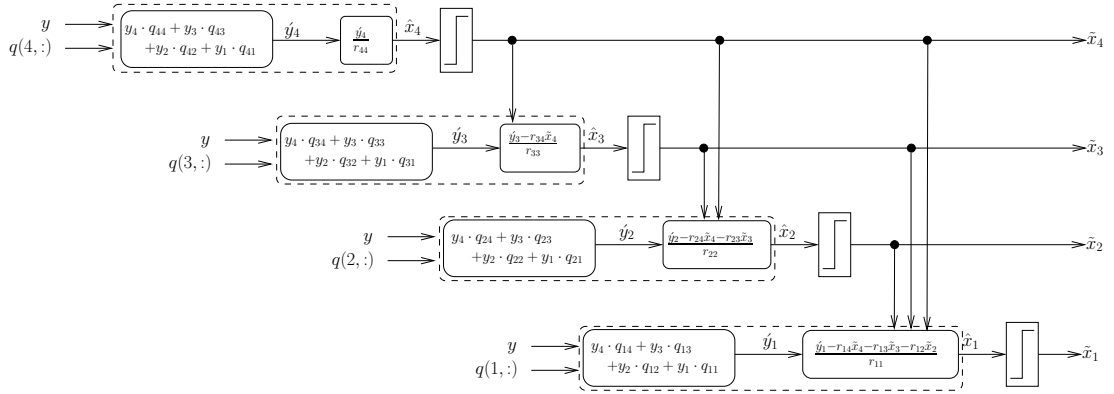 y
q(4,:)
y₄ · q₄₄ + y₃ · q₄₃
+y₂ · q₄₂ + y₁ · q₄₁
ý₄
ý₄/r₄₄
x̂₄
x̃₄
y
q(3,:)
y₄ · q₃₄ + y₃ · q₃₃
+y₂ · q₃₂ + y₁ · q₃₁
ý₃
ý₃−r₃₄x̃₄/r₃₃
x̂₃
x̃₃
y
q(2,:)
y₄ · q₂₄ + y₃ · q₂₃
+y₂ · q₂₂ + y₁ · q₂₁
ý₂
ý₂−r₂₄x̃₄−r₂₃x̃₃/r₂₂
x̂₂
x̃₂
y
q(1,:)
y₄ · q₁₄ + y₃ · q₁₃
+y₂ · q₁₂ + y₁ · q₁₁
ý₁
ý₁−r₁₄x̃₄−r₁₃x̃₃−r₁₂x̃₂/r₁₁
x̂₁
x̃₁